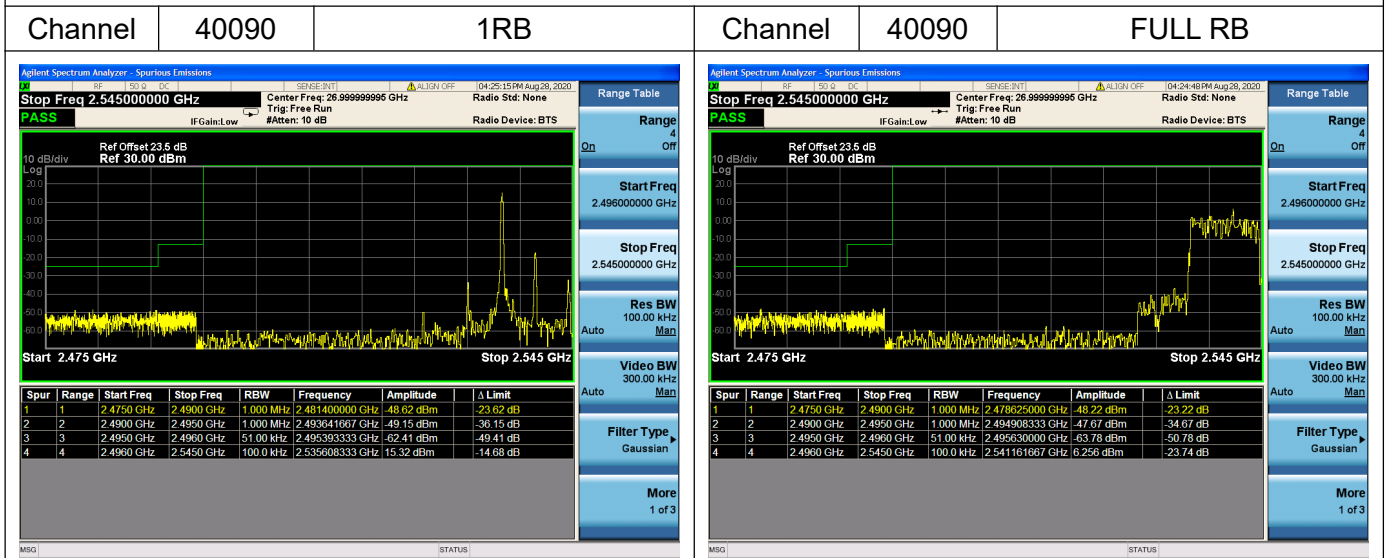 Channel 40090 1RB Channel 40090 FULL RB
Agilent Spectrum Analyzer - Spurious Emissions
RF 50 Ω DC SENSE:INT ALIGN OFF 04:25:15 PM Aug 28, 2020
Stop Freq 2.545000000 GHz Center Freq: 26.999999995 GHz Radio Std: None
Trig: Free Run
PASS IFGain:Low #Atten: 10 dB Radio Device: BTS
Ref Offset 23.5 dB
10 dB/div Ref 30.00 dBm
Log
20.0
10.0
0.00
-10.0
-20.0
-30.0
-40.0
-50.0
-60.0
Start 2.475 GHz Stop 2.545 GHz
Spur Range Start Freq Stop Freq RBW Frequency Amplitude Δ Limit
1 1 2.4750 GHz 2.4900 GHz 1.000 MHz 2.481400000 GHz -48.62 dBm -23.62 dB
2 2 2.4900 GHz 2.4950 GHz 1.000 MHz 2.493641667 GHz -49.15 dBm -36.15 dB
3 3 2.4950 GHz 2.4960 GHz 51.00 kHz 2.495393333 GHz -62.41 dBm -49.41 dB
4 4 2.4960 GHz 2.5450 GHz 100.0 kHz 2.535608333 GHz 15.32 dBm -14.68 dB
MSG STATUS
Range Table
Range
4
On Off
Start Freq
2.496000000 GHz
Stop Freq
2.545000000 GHz
Res BW
100.00 kHz
Auto Man
Video BW
300.00 kHz
Auto Man
Filter Type
Gaussian
More
1 of 3
Agilent Spectrum Analyzer - Spurious Emissions
RF 50 Ω DC SENSE:INT ALIGN OFF 04:24:48 PM Aug 28, 2020
Stop Freq 2.545000000 GHz Center Freq: 26.999999995 GHz Radio Std: None
Trig: Free Run
PASS IFGain:Low #Atten: 10 dB Radio Device: BTS
Ref Offset 23.5 dB
10 dB/div Ref 30.00 dBm
Log
20.0
10.0
0.00
-10.0
-20.0
-30.0
-40.0
-50.0
-60.0
Start 2.475 GHz Stop 2.545 GHz
Spur Range Start Freq Stop Freq RBW Frequency Amplitude Δ Limit
1 1 2.4750 GHz 2.4900 GHz 1.000 MHz 2.478625000 GHz -48.22 dBm -23.22 dB
2 2 2.4900 GHz 2.4950 GHz 1.000 MHz 2.494908333 GHz -47.67 dBm -34.67 dB
3 3 2.4950 GHz 2.4960 GHz 51.00 kHz 2.495630000 GHz -63.78 dBm -50.78 dB
4 4 2.4960 GHz 2.5450 GHz 100.0 kHz 2.541161667 GHz 6.256 dBm -23.74 dB
MSG STATUS
Range Table
Range
4
On Off
Start Freq
2.496000000 GHz
Stop Freq
2.545000000 GHz
Res BW
100.00 kHz
Auto Man
Video BW
300.00 kHz
Auto Man
Filter Type
Gaussian
More
1 of 3